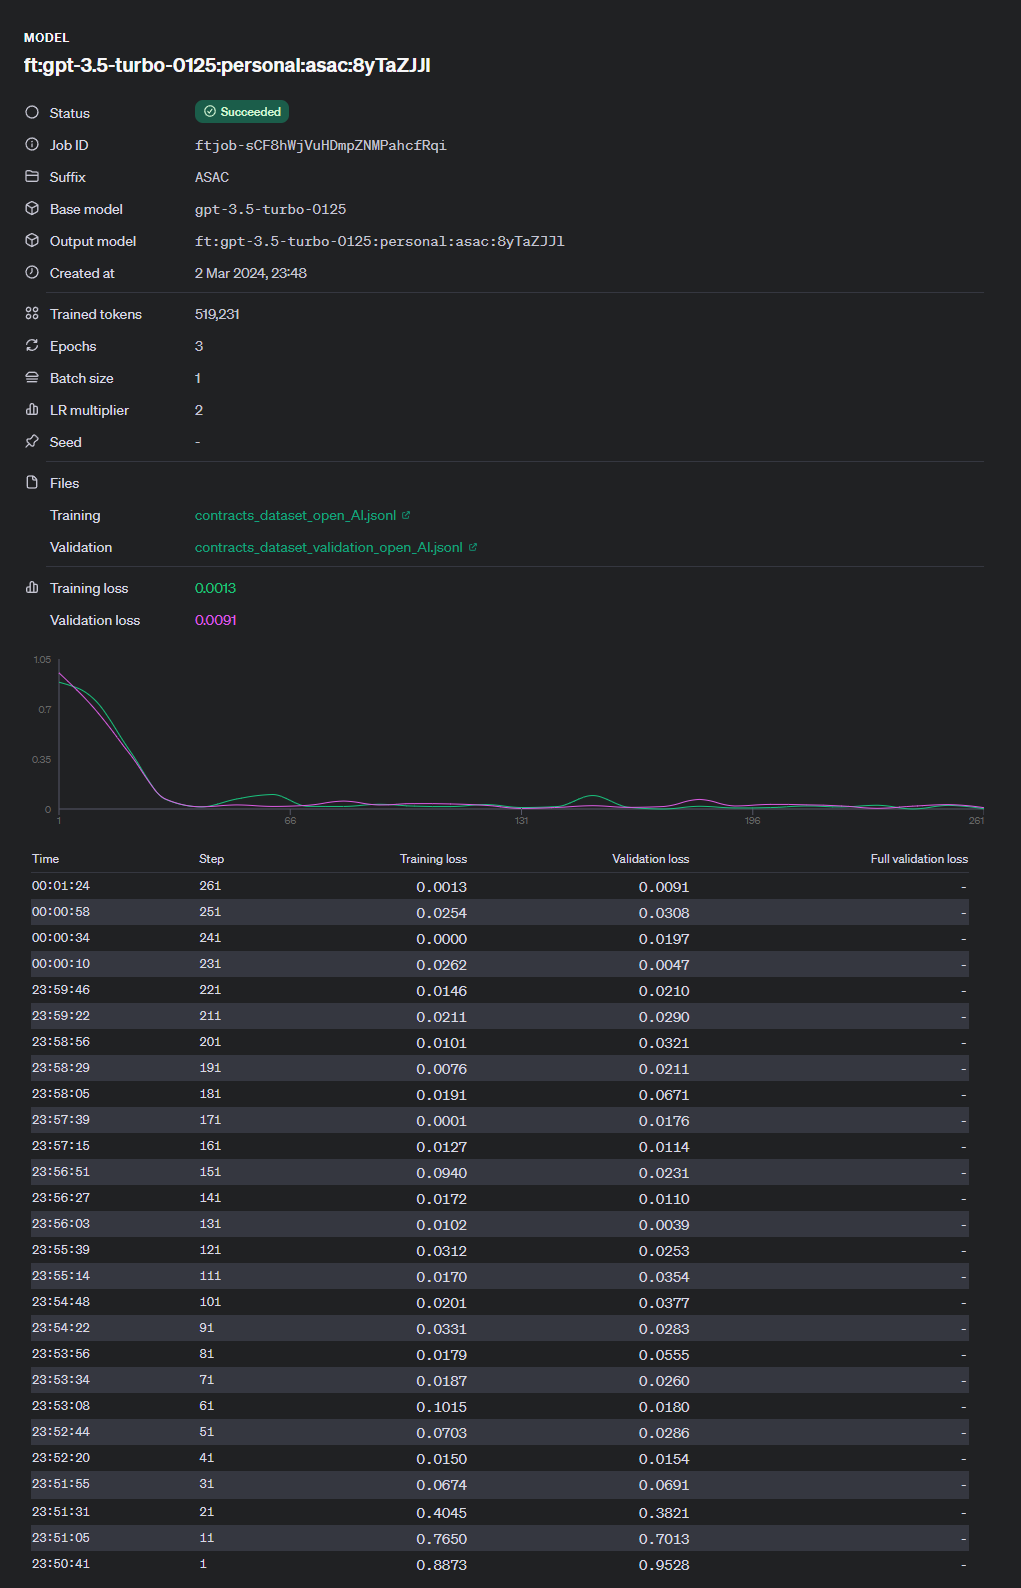 MODEL
ft:gpt-3.5-turbo-0125:personal:asac:8yTaZJJl
Status Succeeded
Job ID ftjob-sCF8hWjVuHDmpZNMPahcfRqi
Suffix ASAC
Base model gpt-3.5-turbo-0125
Output model ft:gpt-3.5-turbo-0125:personal:asac:8yTaZJJl
Created at 2 Mar 2024, 23:48
Trained tokens 519,231
Epochs 3
Batch size 1
LR multiplier 2
Seed -
Files
Training contracts_dataset_open_AI.jsonl
Validation contracts_dataset_validation_open_AI.jsonl
Training loss 0.0013
Validation loss 0.0091
1.05
0.7
0.35
0
1 66 131 196 261
Time Step Training loss Validation loss Full validation loss
00:01:24 261 0.0013 0.0091 -
00:00:58 251 0.0254 0.0308 -
00:00:34 241 0.0000 0.0197 -
00:00:10 231 0.0262 0.0047 -
23:59:46 221 0.0146 0.0210 -
23:59:22 211 0.0211 0.0290 -
23:58:56 201 0.0101 0.0321 -
23:58:29 191 0.0076 0.0211 -
23:58:05 181 0.0191 0.0671 -
23:57:39 171 0.0001 0.0176 -
23:57:15 161 0.0127 0.0114 -
23:56:51 151 0.0940 0.0231 -
23:56:27 141 0.0172 0.0110 -
23:56:03 131 0.0102 0.0039 -
23:55:39 121 0.0312 0.0253 -
23:55:14 111 0.0170 0.0354 -
23:54:48 101 0.0201 0.0377 -
23:54:22 91 0.0331 0.0283 -
23:53:56 81 0.0179 0.0555 -
23:53:34 71 0.0187 0.0260 -
23:53:08 61 0.1015 0.0180 -
23:52:44 51 0.0703 0.0286 -
23:52:20 41 0.0150 0.0154 -
23:51:55 31 0.0674 0.0691 -
23:51:31 21 0.4045 0.3821 -
23:51:05 11 0.7650 0.7013 -
23:50:41 1 0.8873 0.9528 -